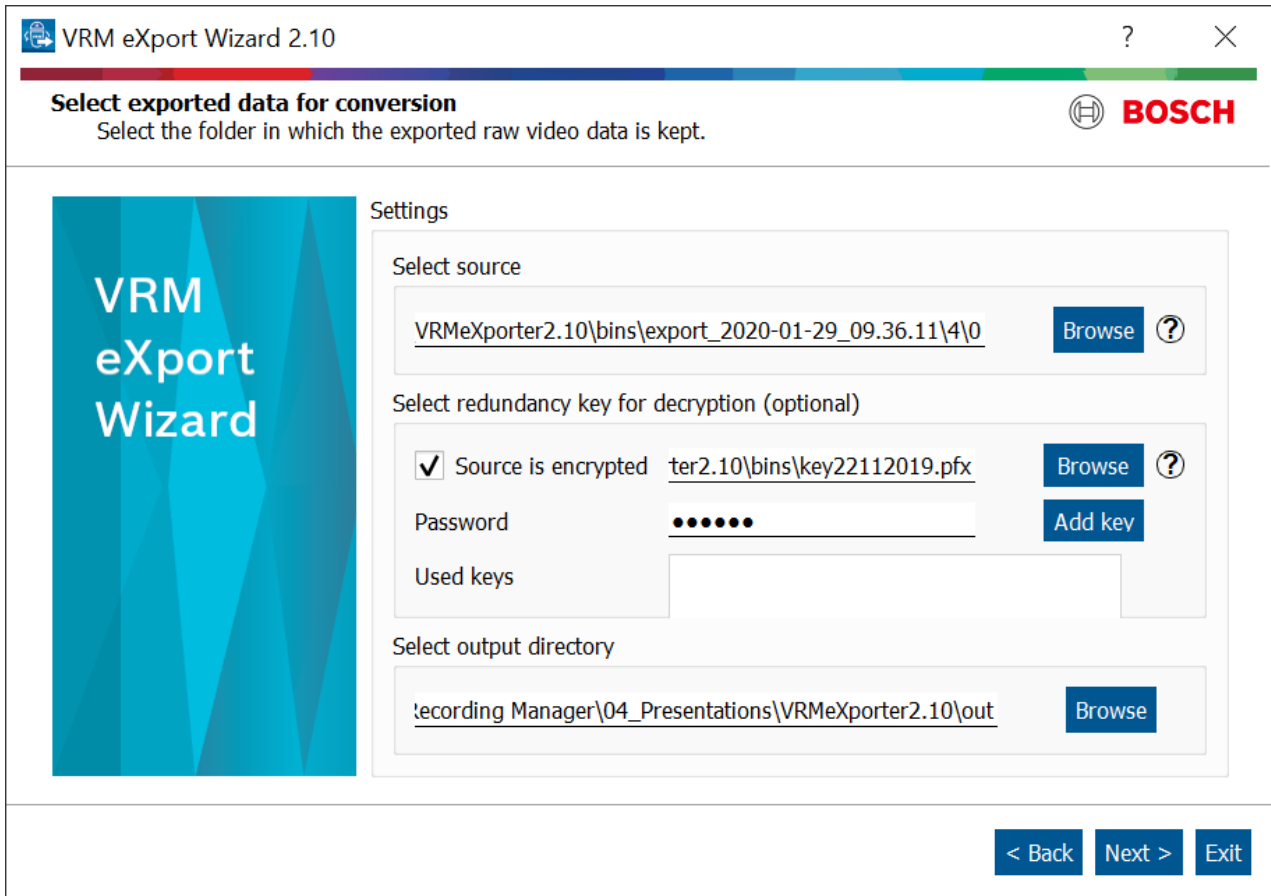 VRM eXport Wizard 2.10
?
Select exported data for conversion
Select the folder in which the exported raw video data is kept.
BOSCH
VRM
eXport
Wizard
Settings
Select source
VRMeXporter2.10\bins\export_2020-01-29_09.36.11\4\0
Browse
?
Select redundancy key for decryption (optional)
Source is encrypted
ter2.10\bins\key22112019.pfx
Browse
?
Password
●●●●●●
Add key
Used keys
Select output directory
Recording Manager\04_Presentations\VRMeXporter2.10\out
Browse
< Back
Next >
Exit